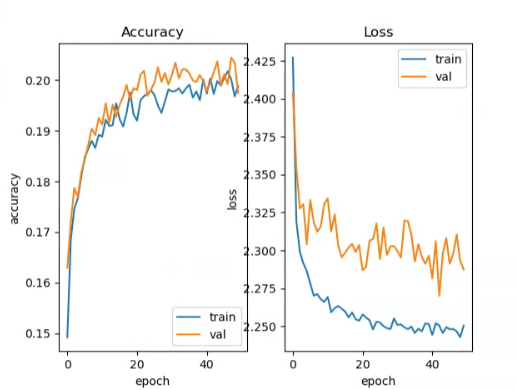 Accuracy
0.20
0.19
0.18
0.17
0.16
0.15
accuracy
0
20
40
epoch
train
val
Loss
2.425
2.400
2.375
2.350
2.325
2.300
2.275
2.250
loss
0
20
40
epoch
train
val